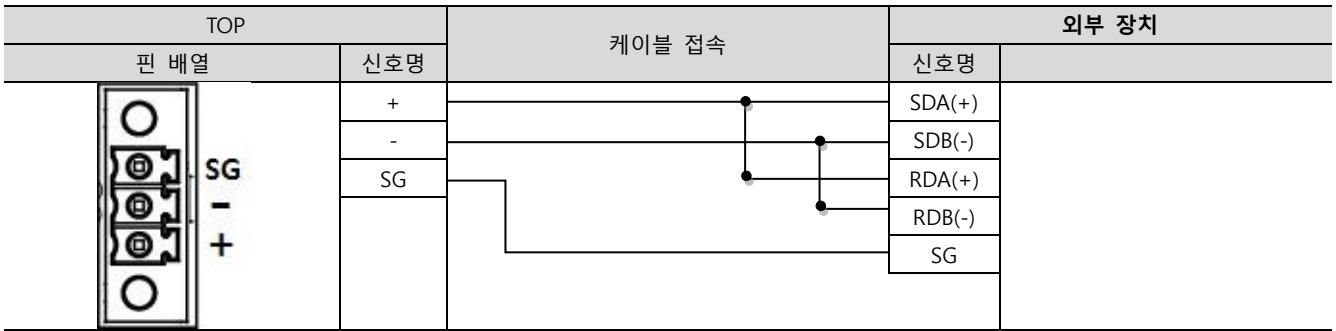 TOP
케이블 접속
외부 장치
핀 배열
신호명
신호명
SG
-
+
+
-
SG
SDA(+)
SDB(-)
RDA(+)
RDB(-)
SG